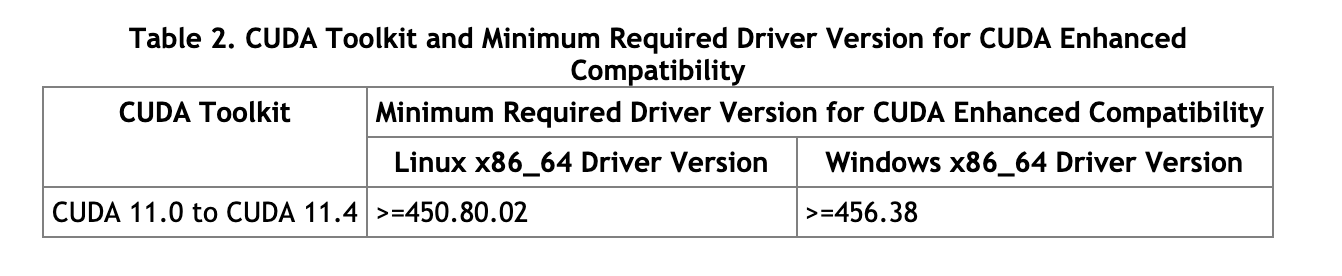 Table 2. CUDA Toolkit and Minimum Required Driver Version for CUDA Enhanced
Compatibility
CUDA Toolkit
Minimum Required Driver Version for CUDA Enhanced Compatibility
Linux x86_64 Driver Version
Windows x86_64 Driver Version
CUDA 11.0 to CUDA 11.4
>=450.80.02
>=456.38